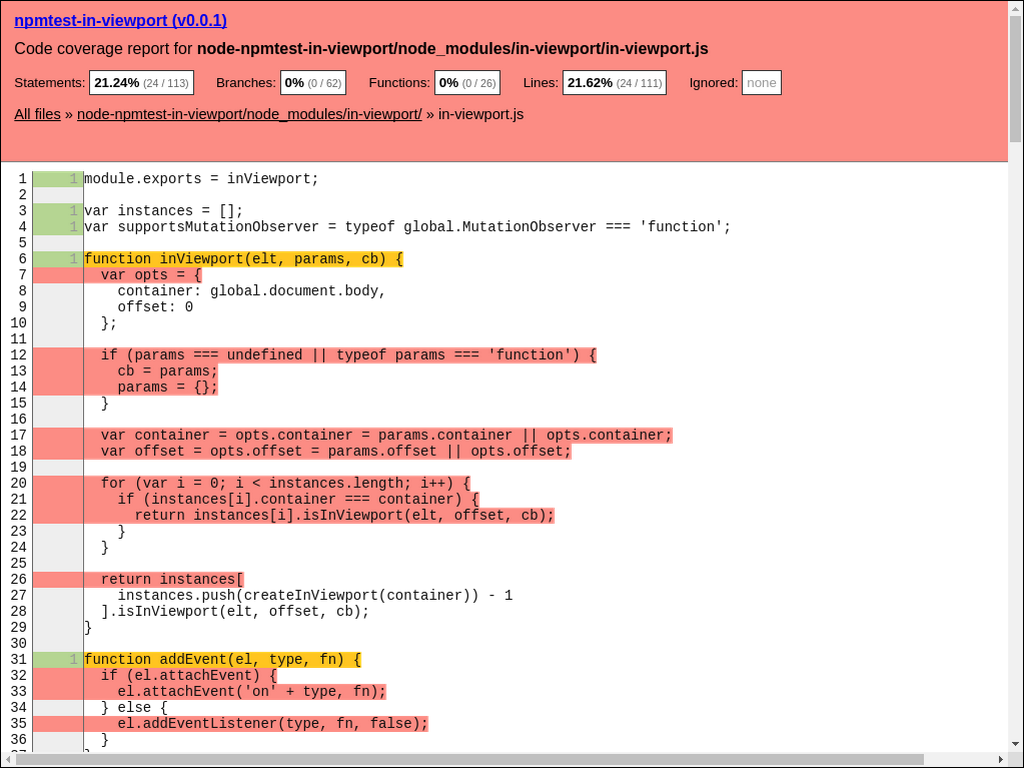 npmtest-in-viewport (v0.0.1)
Code coverage report for node-npmtest-in-viewport/node_modules/in-viewport/in-viewport.js
Statements: 21.24% (24 / 113) Branches: 0% (0 / 62) Functions: 0% (0 / 26) Lines: 21.62% (24 / 111) Ignored: none
All files » node-npmtest-in-viewport/node_modules/in-viewport/ » in-viewport.js
1 1 module.exports = inViewport;
2
3 1 var instances = [];
4 1 var supportsMutationObserver = typeof global.MutationObserver === 'function';
5
6 1 function inViewport(elt, params, cb) {
7   var opts = {
8     container: global.document.body,
9     offset: 0
10   };
11
12   if (params === undefined || typeof params === 'function') {
13     cb = params;
14     params = {};
15   }
16
17   var container = opts.container = params.container || opts.container;
18   var offset = opts.offset = params.offset || opts.offset;
19
20   for (var i = 0; i < instances.length; i++) {
21     if (instances[i].container === container) {
22       return instances[i].isInViewport(elt, offset, cb);
23     }
24   }
25
26   return instances[
27     instances.push(createInViewport(container)) - 1
28   ].isInViewport(elt, offset, cb);
29 }
30
31 1 function addEvent(el, type, fn) {
32   if (el.attachEvent) {
33     el.attachEvent('on' + type, fn);
34   } else {
35     el.addEventListener(type, fn, false);
36   }